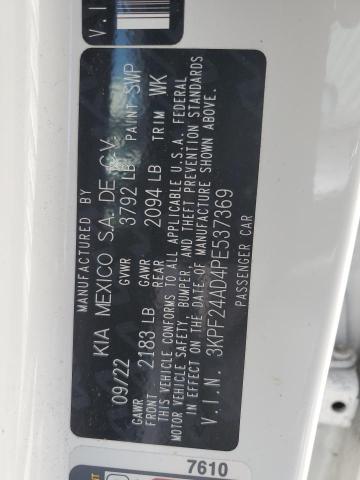 MANUFACTURED BY
KIA MEXICO S.A. DE C.V.
09/22 GVWR 3792 LB PAINT SWP
GAWR FRONT 2183 LB GAWR REAR 2094 LB TRIM WK
THIS VEHICLE CONFORMS TO ALL APPLICABLE U.S.A. FEDERAL
MOTOR VEHICLE SAFETY, BUMPER, AND THEFT PREVENTION STANDARDS
IN EFFECT ON THE DATE OF MANUFACTURE SHOWN ABOVE.
V.I.N. 3KPF24AD4PE537369
PASSENGER CAR
7610
V.I